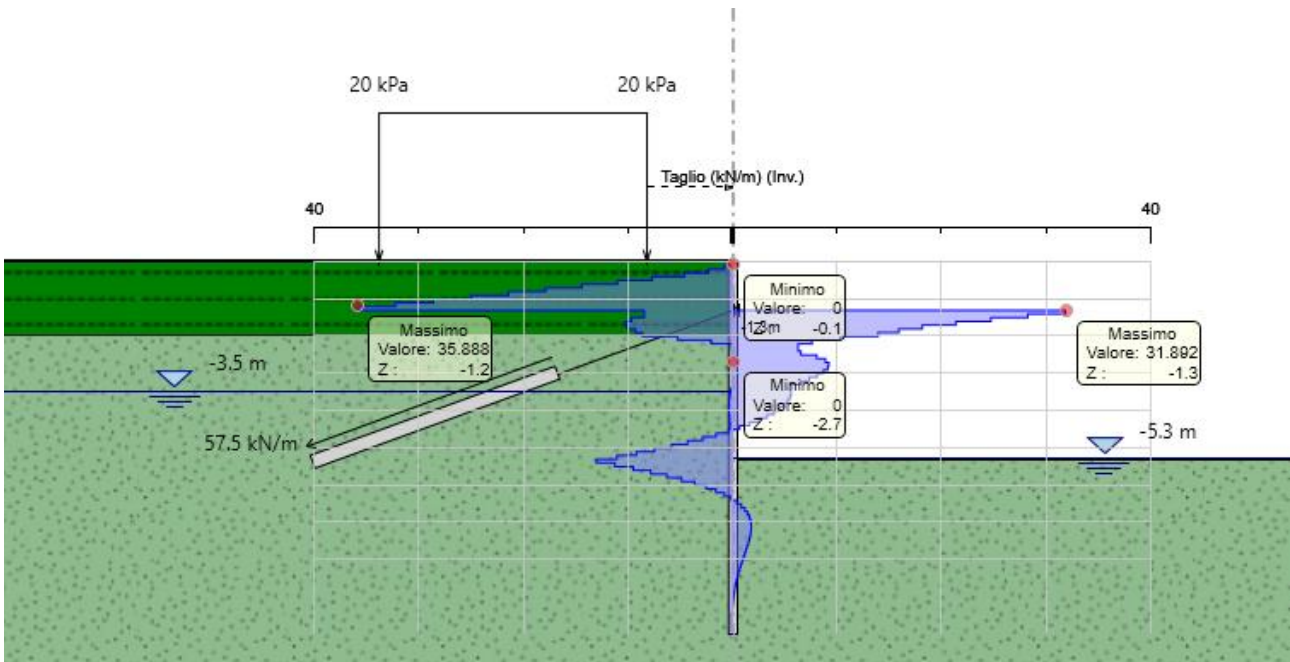 20 kPa
20 kPa
Taglio (kN/m) (Inv.)
40
40
Minimo
Valore: 0
Z : -0.1
-1.3m
Massimo
Valore: 35.888
Z : -1.2
Massimo
Valore: 31.892
Z : -1.3
-3.5 m
Minimo
Valore: 0
Z : -2.7
57.5 kN/m
-5.3 m